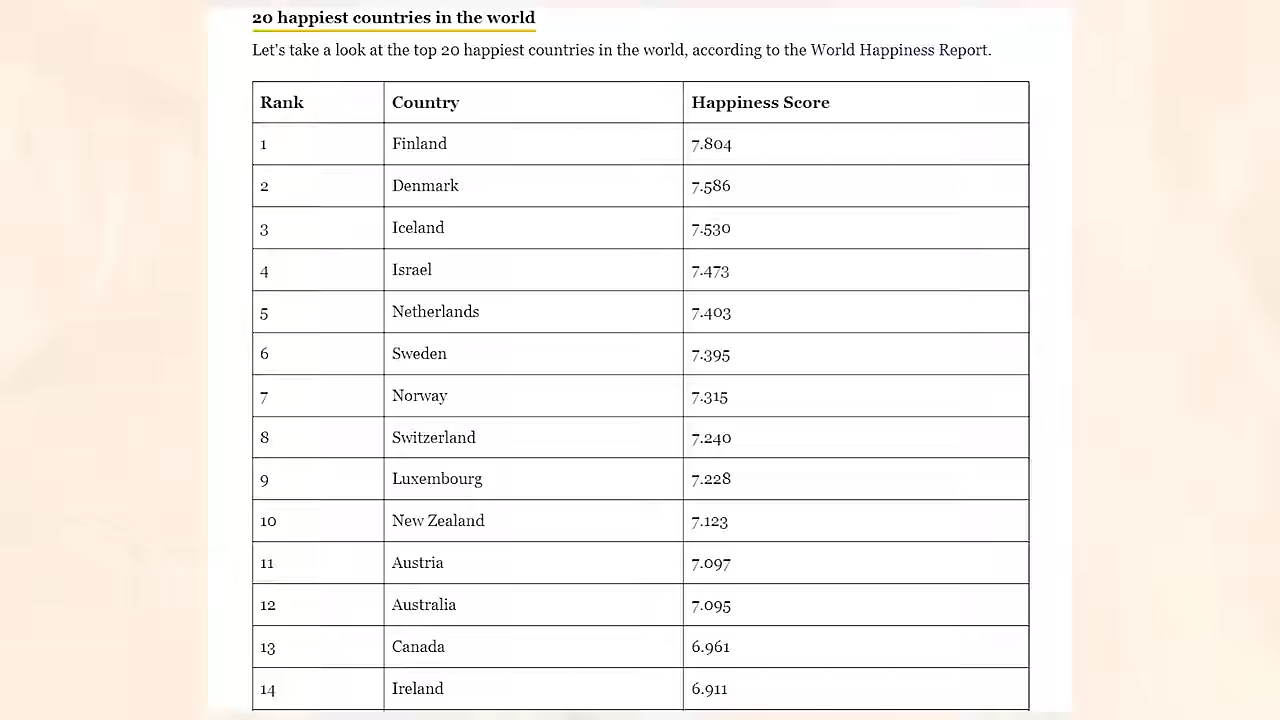 20 happiest countries in the world
Let's take a look at the top 20 happiest countries in the world, according to the World Happiness Report.
Rank Country Happiness Score
1 Finland 7.804
2 Denmark 7.586
3 Iceland 7.530
4 Israel 7.473
5 Netherlands 7.403
6 Sweden 7.395
7 Norway 7.315
8 Switzerland 7.240
9 Luxembourg 7.228
10 New Zealand 7.123
11 Austria 7.097
12 Australia 7.095
13 Canada 6.961
14 Ireland 6.911